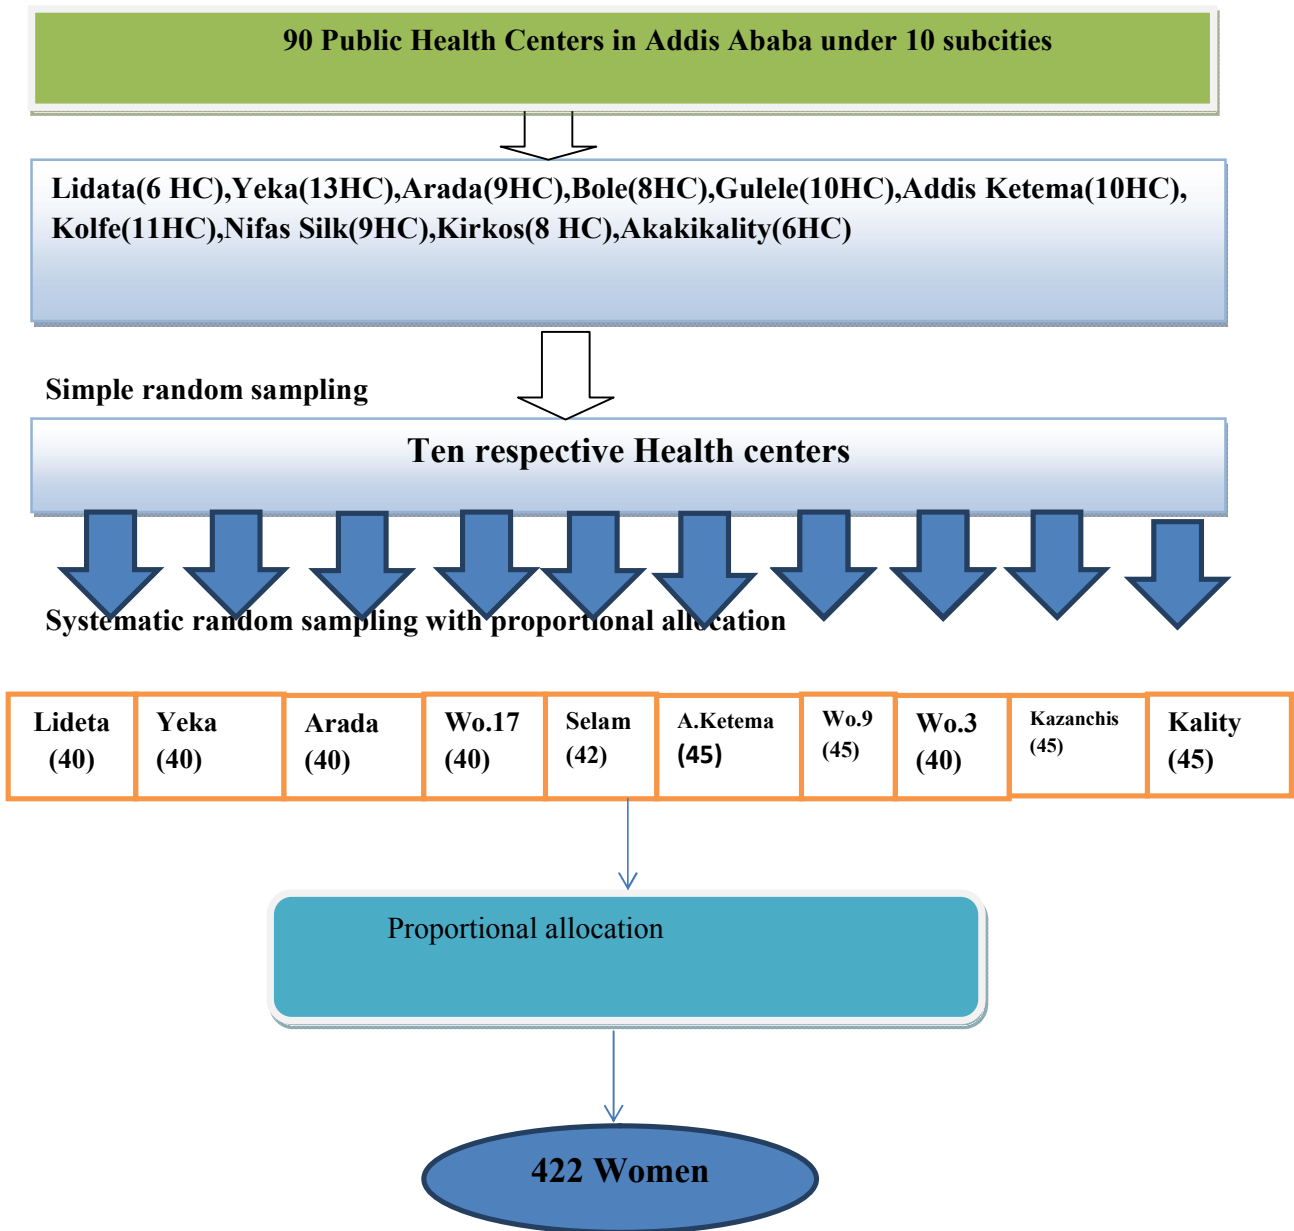 90 Public Health Centers in Addis Ababa under 10 subcities
Lidata(6 HC),Yeka(13HC),Arada(9HC),Bole(8HC),Gulele(10HC),Addis Ketema(10HC),
Kolfe(11HC),Nifas Silk(9HC),Kirkos(8 HC),Akakikality(6HC)
Simple random sampling
Ten respective Health centers
Systematic random sampling with proportional allocation
Lideta
(40)
Yeka
(40)
Arada
(40)
Wo.17
(40)
Selam
(42)
A.Ketema
(45)
Wo.9
(45)
Wo.3
(40)
Kazanchis
(45)
Kality
(45)
Proportional allocation
422 Women